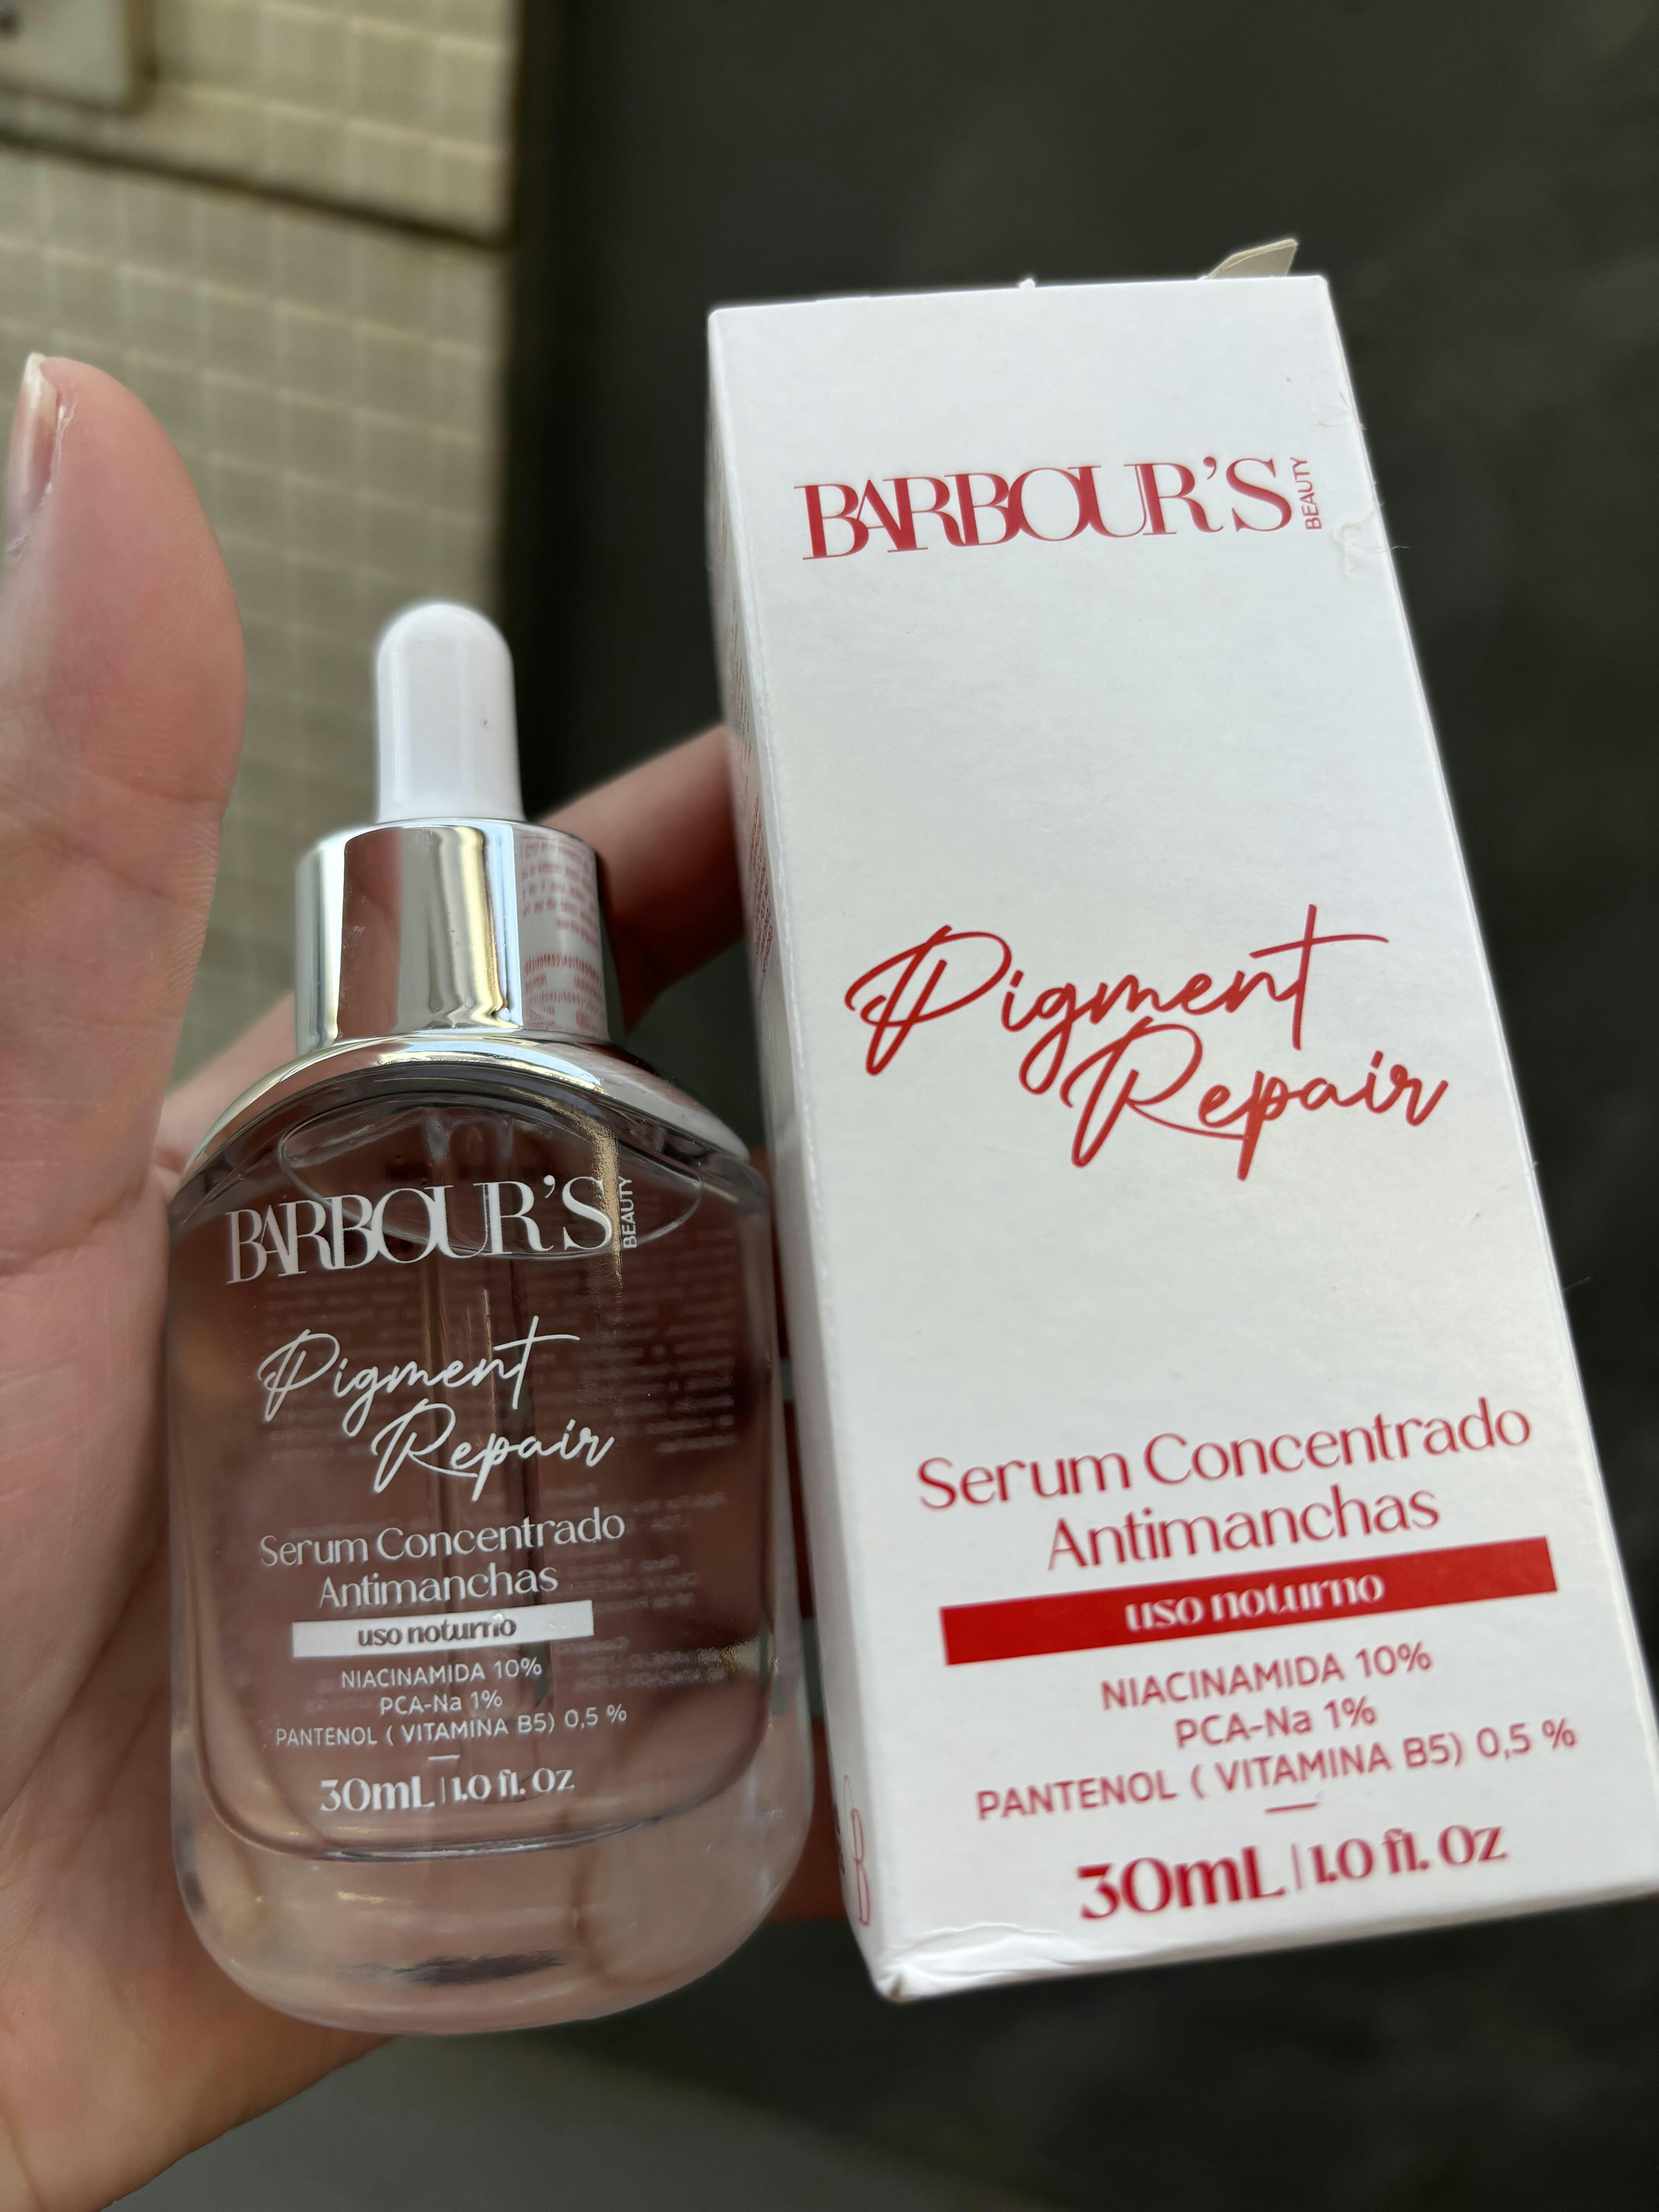 BARBOUR'S BEAUTY
Pigment
Repair
Serum Concentrado
Antimanchas
uso noturno
NIACINAMIDA 10%
PCA-Na 1%
PANTENOL ( VITAMINA B5) 0,5 %
30mL | 1.0 fl. Oz
BARBOUR'S BEAUTY
Pigment
Repair
Serum Concentrado
Antimanchas
uso noturno
NIACINAMIDA 10%
PCA-Na 1%
PANTENOL ( VITAMINA B5) 0,5 %
30mL | 1.0 fl. Oz